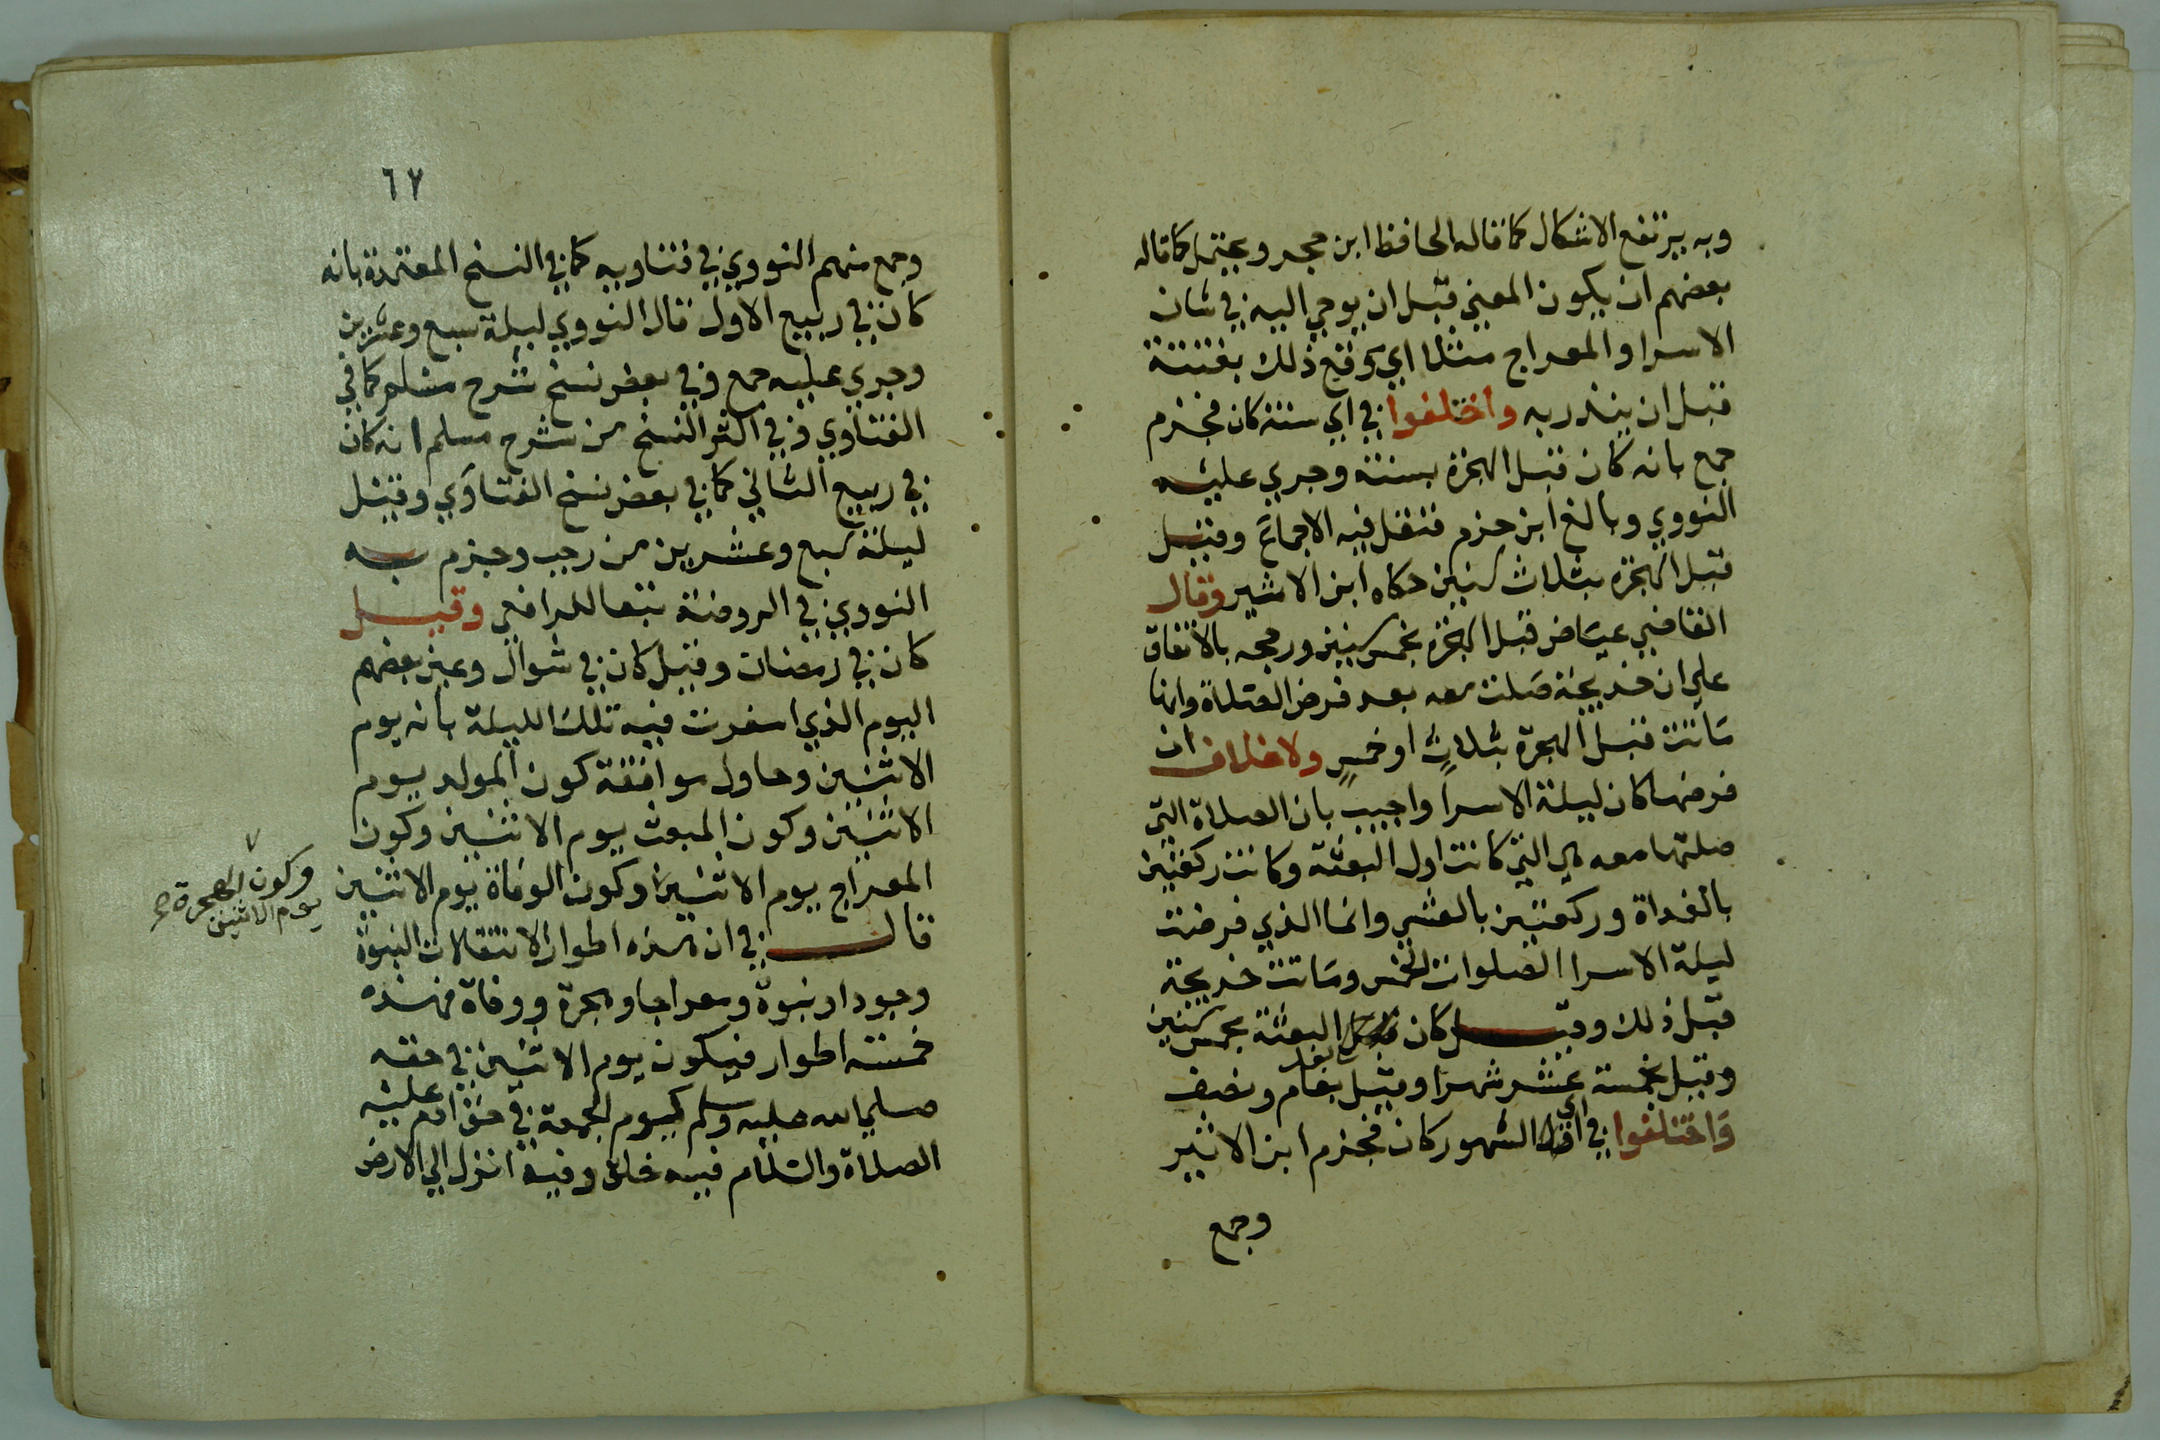 وبه يرتفع الاشكال كما قاله الحافظ ابن حجر ويحتمل كما قاله
بعضهم ان يكون المعني قبل ان يوحي اليه في شان
الاسرا والمعراج مثلا اي وقع ذلك بغتتة
قبل ان ينذر به واختلفوا في اي سنة كان فجزم
جمع بانه كان قبل الهجرة بسنة وجري عليه
النووي وبالغ ابن حزم فنقل فيه الاجماع وقيل
قبل الهجرة بثلاث سنين حكاه ابن الاثير وقال
القاضي عياض قبل الهجرة بخمس سنين ورجحه بالاتفاق
علي ان خديجة صلت معه بعد فرض الصلاة وانها
ماتت قبل الهجرة بثلاث او خمس ولا خلاف ان
فرضها كان ليلة الاسرا واجيب بان الصلاة التي
صلتها معه هي التي كانت اول البعثة وكانت ركعتين
بالغداة وركعتين بالعشي وانما الذي فرضت
ليلة الاسرا الصلوات الخمس وماتت خديجة
قبل ذلك وقيل كان بعد البعثة بخمس سنين
وقيل بخمسة عشر شهرا وقيل بعام ونصف
واختلفوا في اي الشهور كان فجزم ابن الاثير
وجمع
٦٧
وجمع منهم النووي في فتاويه كما في النسخ المعتمدة بانه
كان في ربيع الاول قال النووي ليلة سبع وعشرين
وجري عليه جمع وفي بعض نسخ شرح مسلم كما في
الفتاوي وفي اكثر النسخ من شرح مسلم انه كان
في ربيع الثاني كما في بعض نسخ الفتاوي وقيل
ليلة سبع وعشرين من رجب وجزم به
النووي في الروضة تبعا للرافعي وقيل
كان في رمضان وقيل كان في شوال وعين بعضهم
اليوم الذي اسفرت فيه تلك الليلة بانه يوم
الاثنين وحاول موافقة كون المولد يوم
الاثنين وكون المبعث يوم الاثنين وكون
المعراج يوم الاثنين وكون الوفاة يوم الاثنين
وكون الهجرة
يوم الاثنين
قال في ان هذه اطوار الانتقلات النبوة
وجودا ونبوة ومعراجا وهجرة ووفاة فهذه
خمسة اطوار فيكون يوم الاثنين في حقه
صلي الله عليه وسلم كيوم الجمعة في حق ادم عليه
الصلاة والسلام فيه خلق وفيه انزل الي الارض